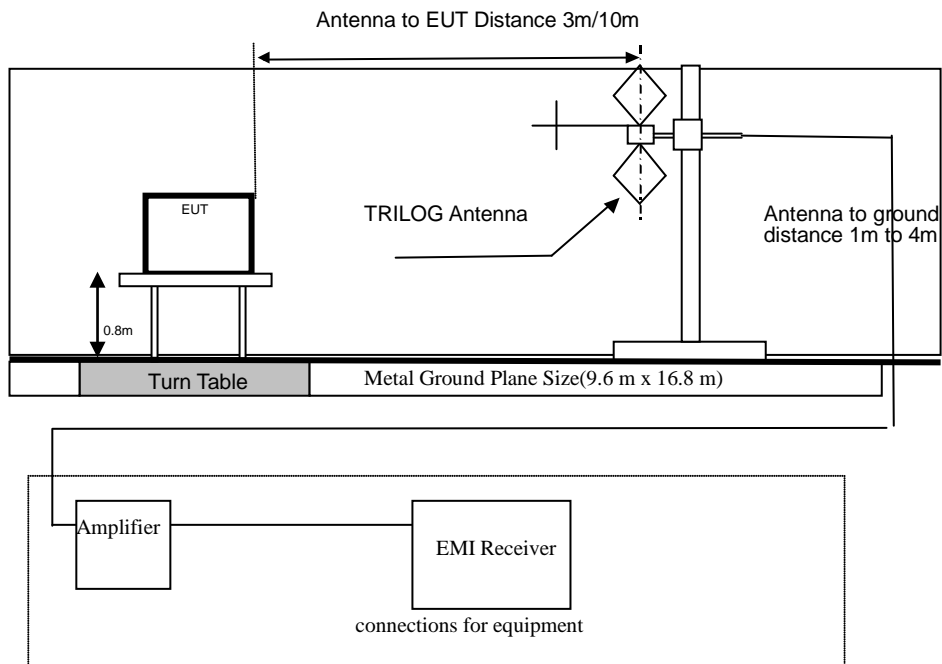 Antenna to EUT Distance 3m/10m
EUT
TRILOG Antenna
Antenna to ground
distance 1m to 4m
0.8m
Turn Table
Metal Ground Plane Size(9.6 m x 16.8 m)
Amplifier
EMI Receiver
connections for equipment